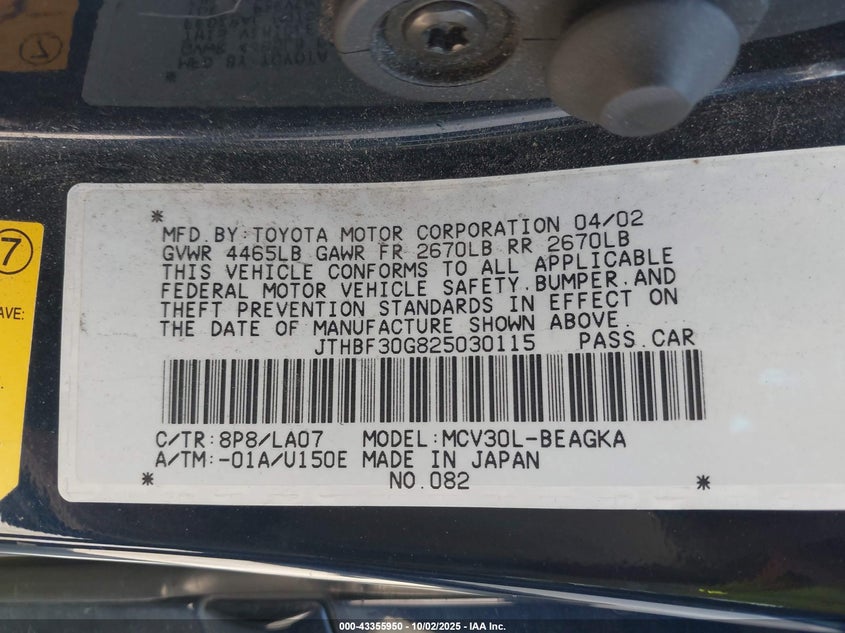 * MFD BY:TOYOTA MOTOR CORPORATION 04/02
GVWR 4465LB GAWR FR 2670LB RR 2670LB
THIS VEHICLE CONFORMS TO ALL APPLICABLE
FEDERAL MOTOR VEHICLE SAFETY,BUMPER,AND
THEFT PREVENTION STANDARDS IN EFFECT ON
THE DATE OF MANUFACTURE SHOWN ABOVE.
JTHBF30G825030115 PASS.CAR
C/TR:8P8/LA07 MODEL:MCV30L-BEAGKA
A/TM:-01A/U150E MADE IN JAPAN
* NO.082 *
7
AVE:
000-43355950 - 10/02/2025 - IAA Inc.